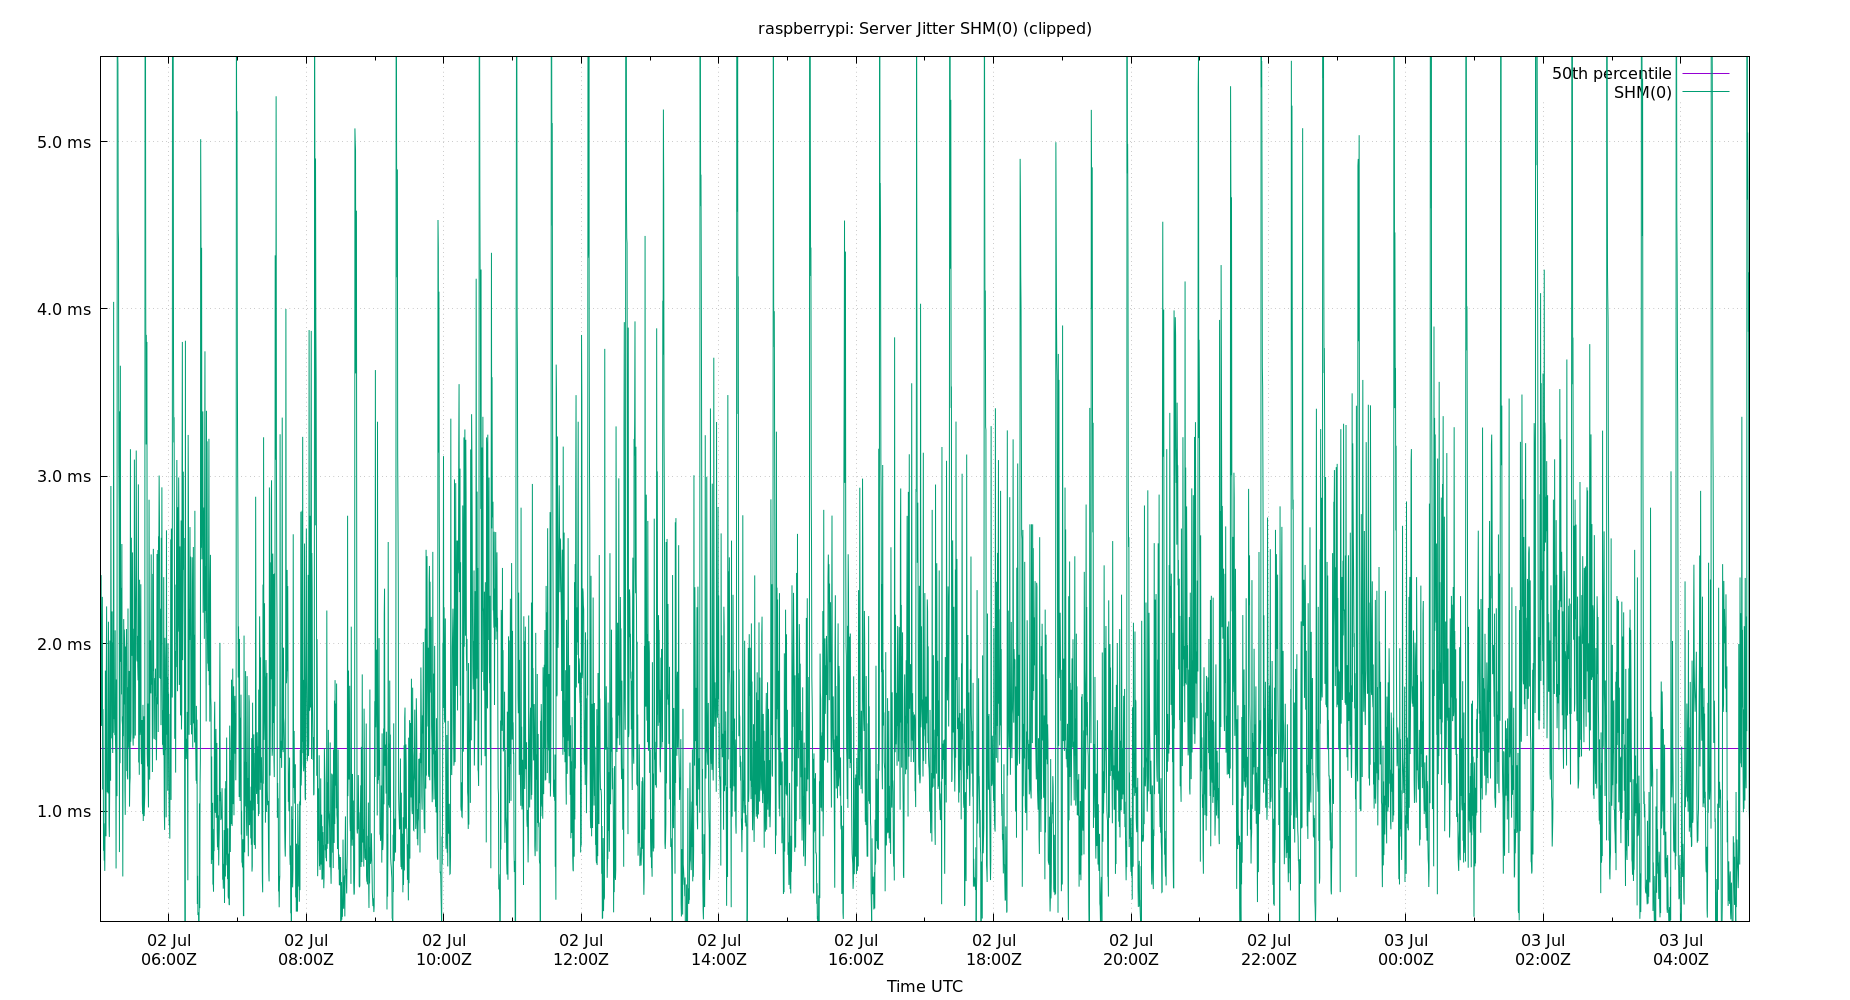 raspberrypi: Server Jitter SHM(0) (clipped)
50th percentile
SHM(0)
5.0 ms
4.0 ms
3.0 ms
2.0 ms
1.0 ms
02 Jul 02 Jul 02 Jul 02 Jul 02 Jul 02 Jul 02 Jul 02 Jul 02 Jul 03 Jul 03 Jul 03 Jul
06:00Z 08:00Z 10:00Z 12:00Z 14:00Z 16:00Z 18:00Z 20:00Z 22:00Z 00:00Z 02:00Z 04:00Z
Time UTC